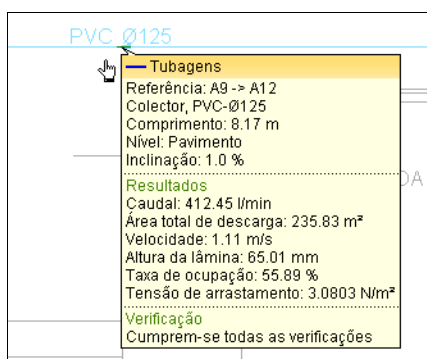 PVC Ø125
Tubagens
Referência: A9 -> A12
Colector, PVC-Ø125
Comprimento: 8.17 m
Nível: Pavimento
Inclinação: 1.0 %
Resultados
Caudal: 412.45 l/min
Área total de descarga: 235.83 m²
Velocidade: 1.11 m/s
Altura da lâmina: 65.01 mm
Taxa de ocupação: 55.89 %
Tensão de arrastamento: 3.0803 N/m²
Verificação
Cumprem-se todas as verificações
DA